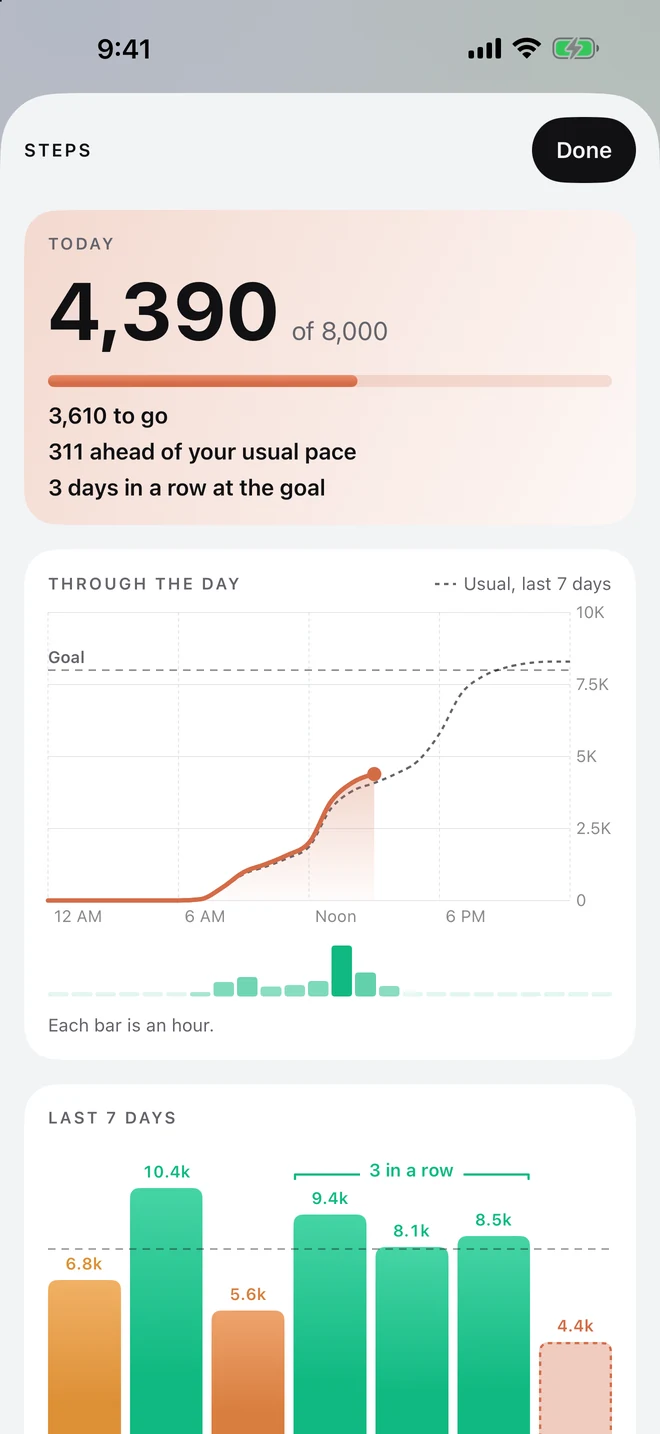 9:41
STEPS
Done
TODAY
4,390 of 8,000
3,610 to go
311 ahead of your usual pace
3 days in a row at the goal
THROUGH THE DAY
Usual, last 7 days
10K
Goal
7.5K
5K
2.5K
0
12 AM
6 AM
Noon
6 PM
Each bar is an hour.
LAST 7 DAYS
3 in a row
6.8k
10.4k
5.6k
9.4k
8.1k
8.5k
4.4k